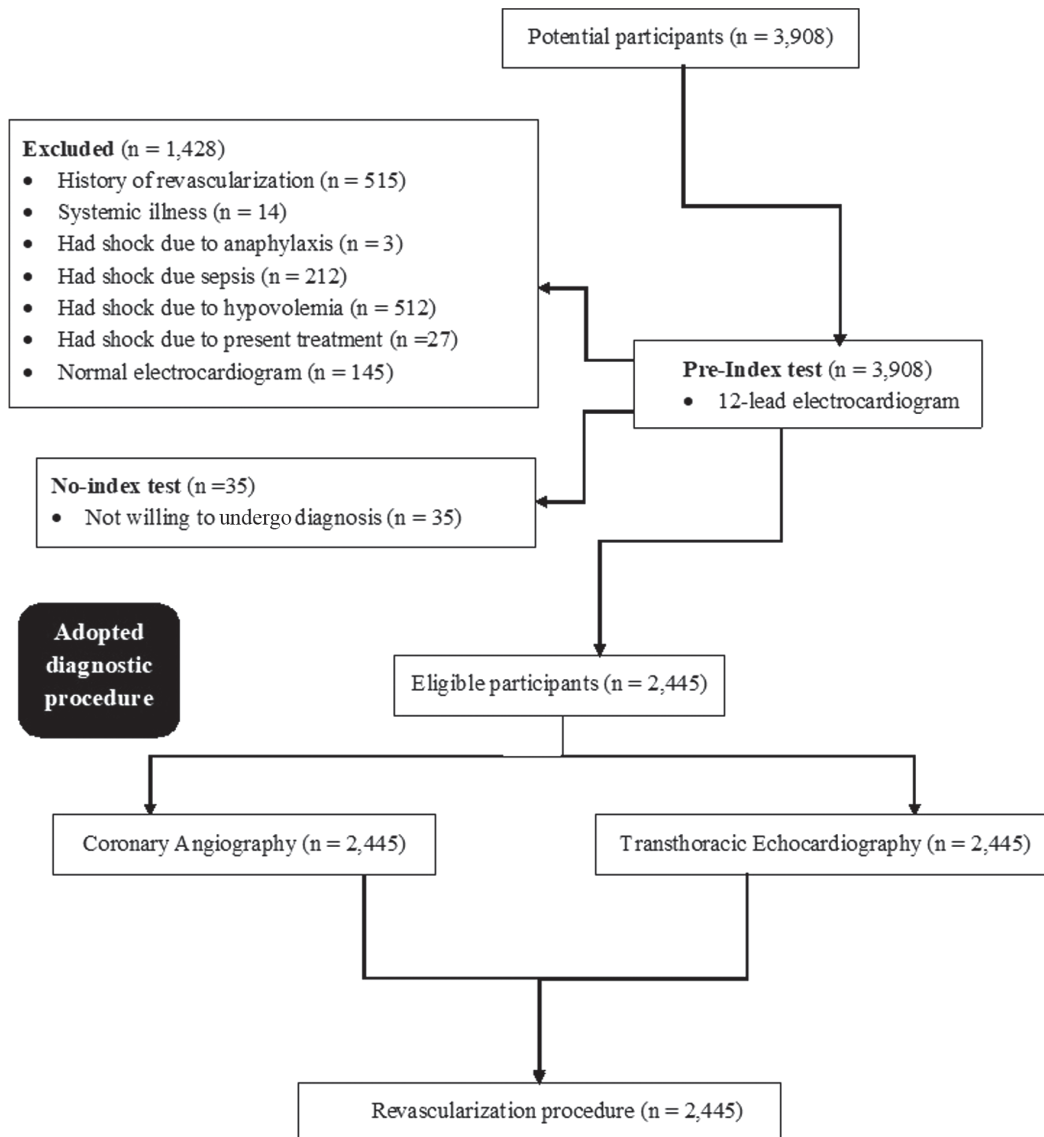 Potential participants (n = 3,908)
Excluded (n = 1,428)
• History of revascularization (n = 515)
• Systemic illness (n = 14)
• Had shock due to anaphylaxis (n = 3)
• Had shock due sepsis (n = 212)
• Had shock due to hypovolemia (n = 512)
• Had shock due to present treatment (n =27)
• Normal electrocardiogram (n = 145)
Pre-Index test (n = 3,908)
• 12-lead electrocardiogram
No-index test (n =35)
• Not willing to undergo diagnosis (n = 35)
Adopted
diagnostic
procedure
Eligible participants (n = 2,445)
Coronary Angiography (n = 2,445)
Transthoracic Echocardiography (n = 2,445)
Revascularization procedure (n = 2,445)